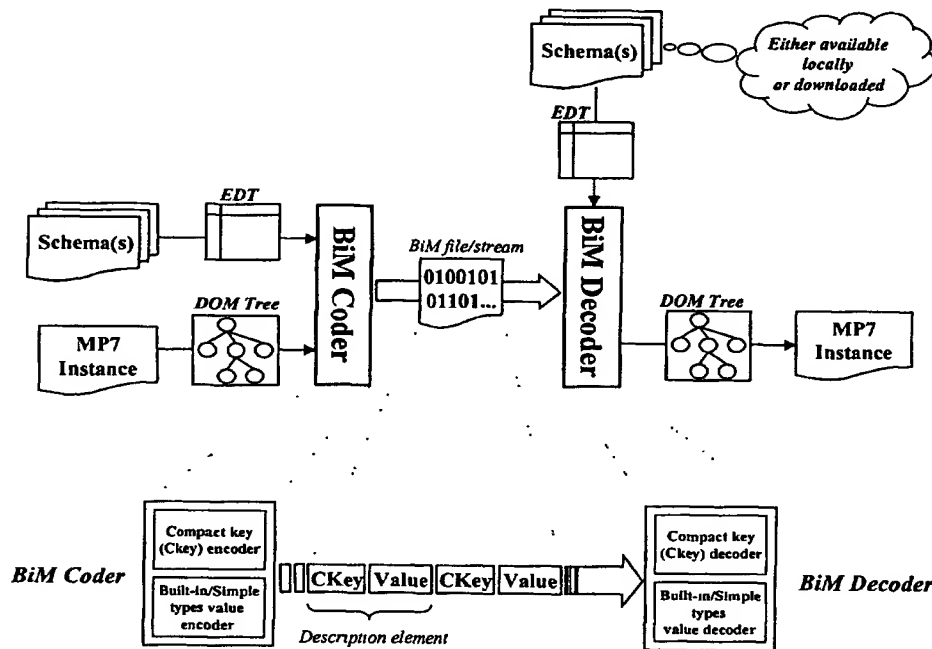 Schema(s)
Either available
locally
or downloaded
EDT
EDT
Schema(s)
BiM Coder
BiM file/stream
0100101
01101...
BiM Decoder
DOM Tree
MP7
Instance
DOM Tree
MP7
Instance
BiM Coder
Compact key
(Ckey) encoder
Built-in/Simple
types value
encoder
CKey Value CKey Value
Description element
Compact key
(Ckey) decoder
Built-in/Simple
types
value decoder
BiM Decoder